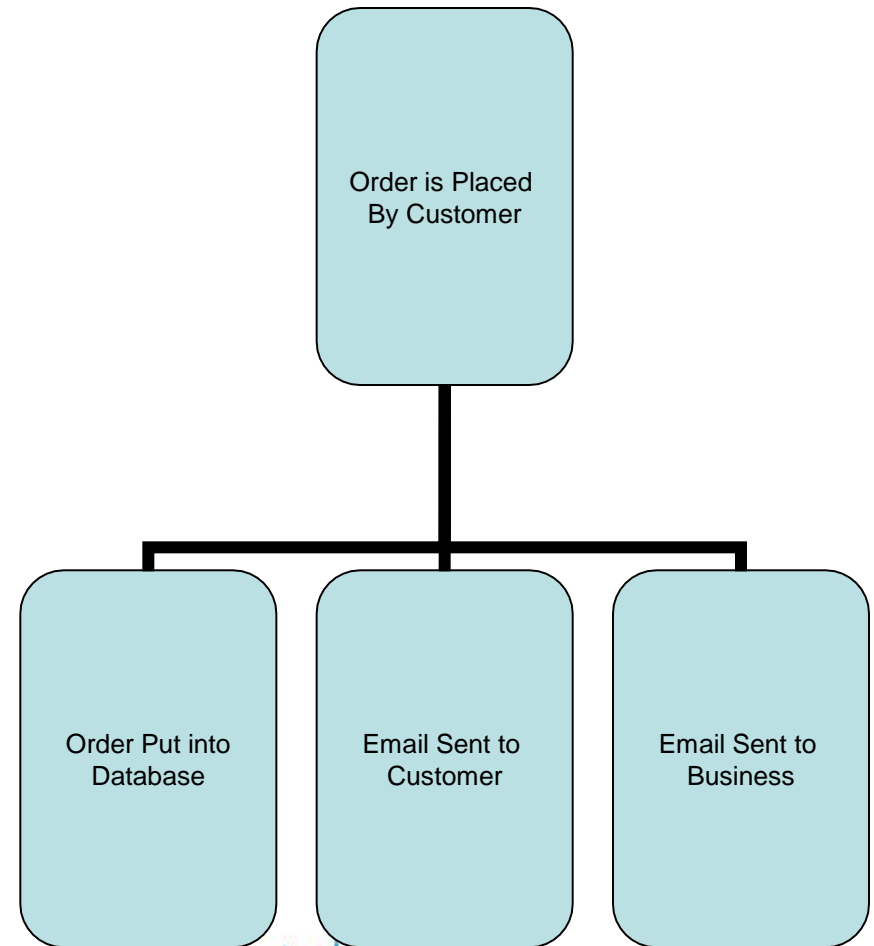 Order is Placed
By Customer
Order Put into
Database
Email Sent to
Customer
Email Sent to
Business